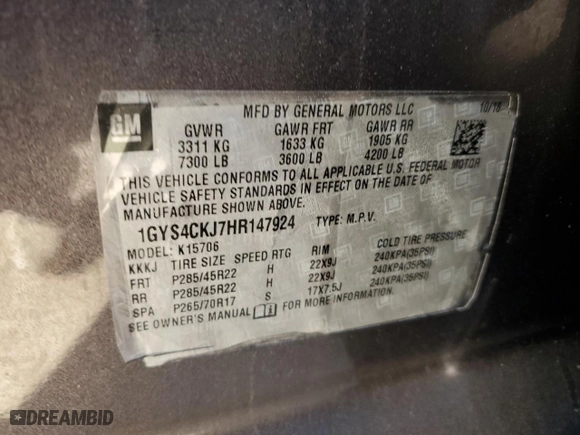 GM
MFD BY GENERAL MOTORS LLC 10/16
GVWR GAWR FRT GAWR RR
3311 KG 1633 KG 1905 KG
7300 LB 3600 LB 4200 LB
THIS VEHICLE CONFORMS TO ALL APPLICABLE U.S. FEDERAL MOTOR
VEHICLE SAFETY STANDARDS IN EFFECT ON THE DATE OF
MANUFACTURE SHOWN ABOVE.
1GYS4CKJ7HR147924 TYPE: M.P.V.
MODEL: K15706
KKKJ TIRE SIZE SPEED RTG RIM COLD TIRE PRESSURE
FRT P285/45R22 H 22X9J 240KPA(35PSI)
RR P285/45R22 H 22X9J 240KPA(35PSI)
SPA P265/70R17 S 17X7.5J 240KPA(35PSI)
SEE OWNER'S MANUAL FOR MORE INFORMATION
DREAMBID